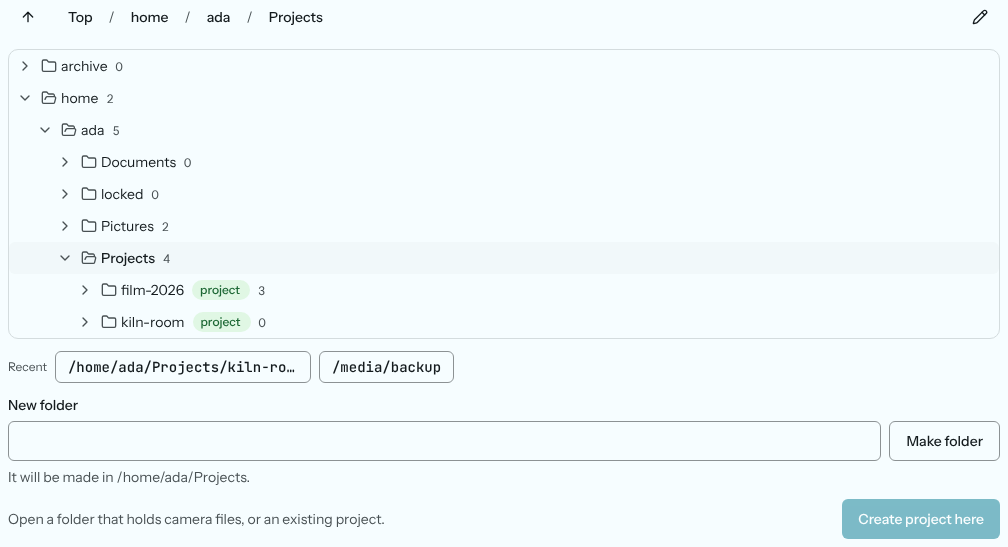 Top / home / ada / Projects
archive 0
home 2
ada 5
Documents 0
locked 0
Pictures 2
Projects 4
film-2026 project 3
kiln-room project 0
Recent /home/ada/Projects/kiln-ro… /media/backup
New folder
Make folder
It will be made in /home/ada/Projects.
Open a folder that holds camera files, or an existing project. Create project here